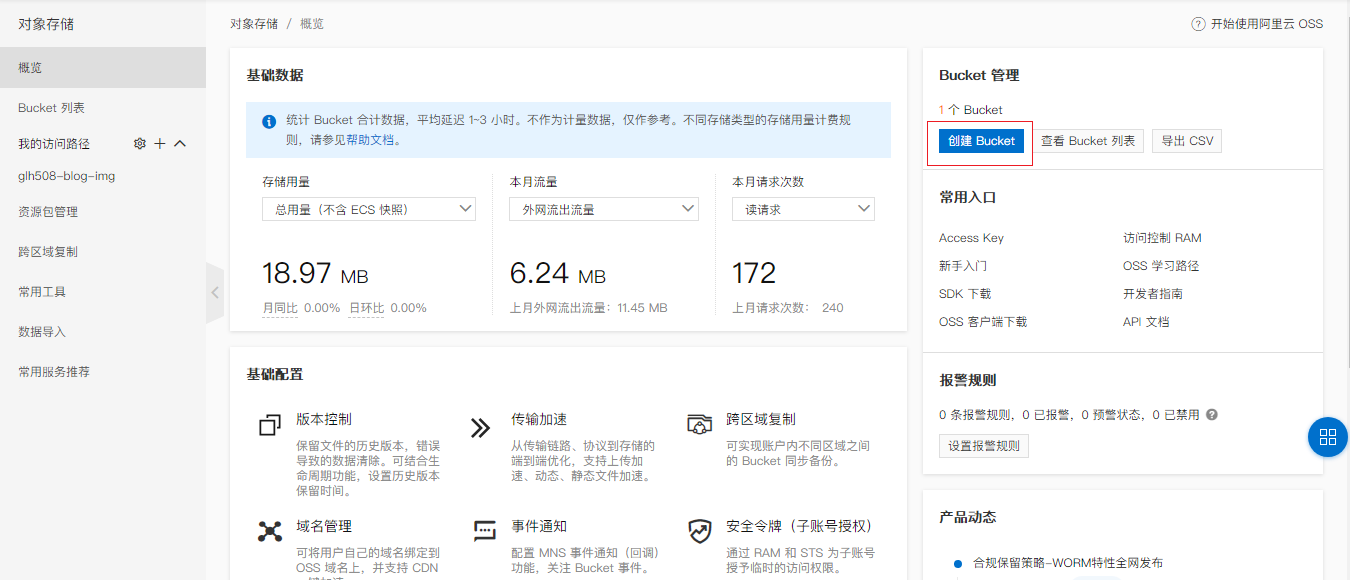 对象存储
概览
Bucket 列表
我的访问路径
glh508-blog-img
资源包管理
跨区域复制
常用工具
数据导入
常用服务推荐
对象存储 / 概览
开始使用阿里云 OSS
基础数据
统计 Bucket 合计数据，平均延迟 1~3 小时。不作为计量数据，仅作参考。不同存储类型的存储用量计费规
则，请参见帮助文档。
存储用量
总用量（不含 ECS 快照）
18.97 MB
月同比 0.00% 日环比 0.00%
本月流量
外网流出流量
6.24 MB
上月外网流出流量：11.45 MB
本月请求次数
读请求
172
上月请求次数： 240
基础配置
版本控制
保留文件的历史版本，错误
导致的数据清除。可结合生
命周期功能，设置历史版本
保留时间。
传输加速
从传输链路、协议到存储的
端到端优化，支持上传加
速、动态、静态文件加速。
跨区域复制
可实现账户内不同区域之间
的 Bucket 同步备份。
域名管理
可将用户自己的域名绑定到
OSS 域名上，并支持 CDN
事件通知
配置 MNS 事件通知（回调）
功能，关注 Bucket 事件。
安全令牌（子账号授权）
通过 RAM 和 STS 为子账号
授予临时的访问权限。
Bucket 管理
1 个 Bucket
创建 Bucket 查看 Bucket 列表 导出 CSV
常用入口
Access Key 访问控制 RAM
新手入门 OSS 学习路径
SDK 下载 开发者指南
OSS 客户端下载 API 文档
报警规则
0 条报警规则，0 已报警，0 预警状态，0 已禁用
设置报警规则
产品动态
合规保留策略-WORM特性全网发布